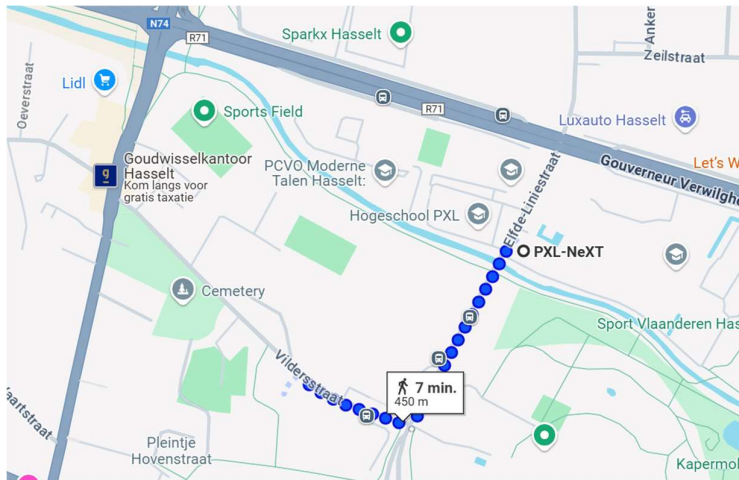 N74
R71
Sparkx Hasselt
Anker
Zeilstraat
Oeverstraat
Lidl
Sports Field
R71
Luxauto Hasselt
Let's W
Goudwisselkantoor
Hasselt
Kom langs voor
gratis taxatie
PCVO Moderne
Talen Hasselt:
Gouverneur Verwilghe
Hogeschool PXL
Elfde-Liniestraat
PXL-NeXT
Cemetery
Sport Vlaanderen Has
Vildersstraat
7 min.
450 m
aartstraat
Pleintje
Hovenstraat
Kapermol